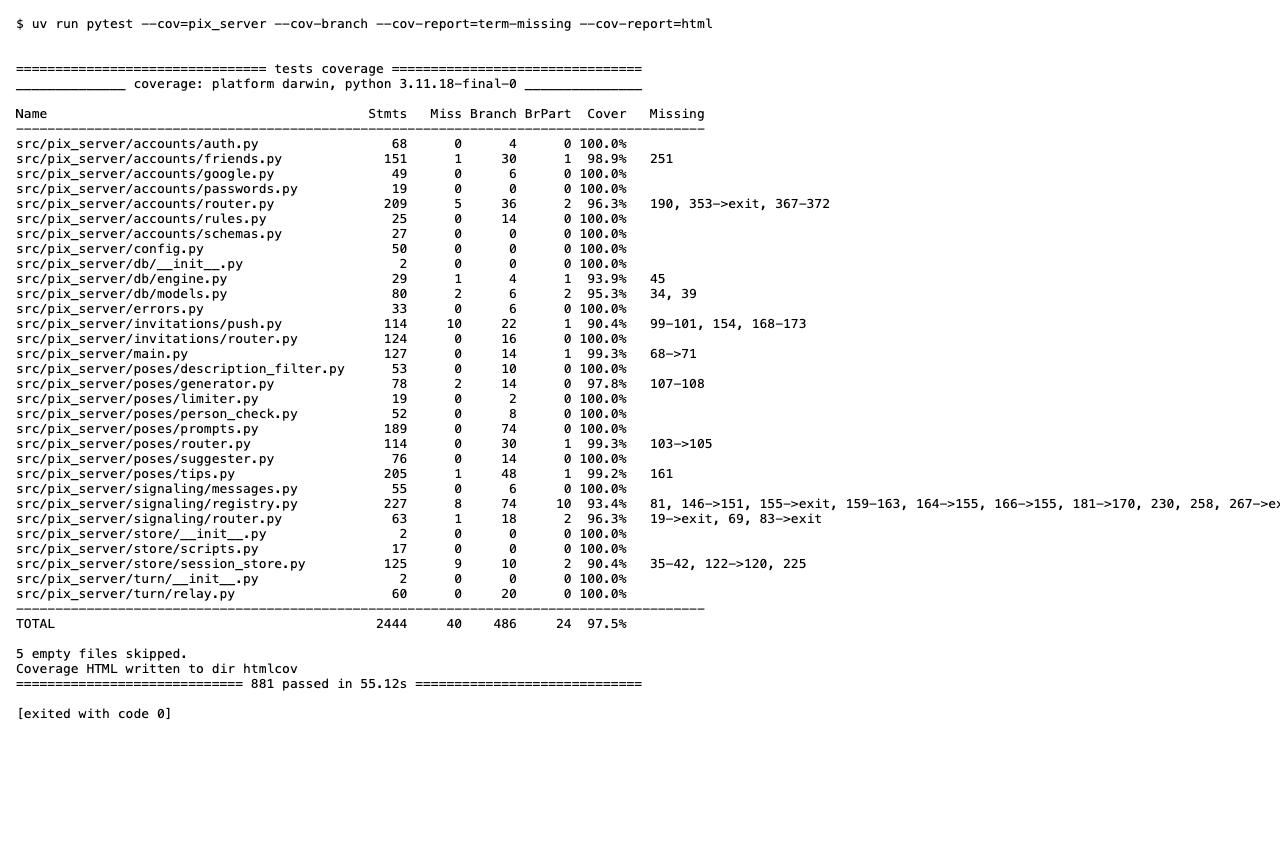 $ uv run pytest --cov=pix_server --cov-branch --cov-report=term-missing --cov-report=html
================================ tests coverage ================================
______________ coverage: platform darwin, python 3.11.18-final-0 _______________
Name                                          Stmts   Miss Branch BrPart  Cover   Missing
----------------------------------------------------------------------------------------
src/pix_server/accounts/auth.py                  68      0      4      0 100.0%
src/pix_server/accounts/friends.py              151      1     30      1  98.9%   251
src/pix_server/accounts/google.py                49      0      6      0 100.0%
src/pix_server/accounts/passwords.py             19      0      0      0 100.0%
src/pix_server/accounts/router.py               209      5     36      2  96.3%   190, 353->exit, 367-372
src/pix_server/accounts/rules.py                 25      0     14      0 100.0%
src/pix_server/accounts/schemas.py               27      0      0      0 100.0%
src/pix_server/config.py                         50      0      0      0 100.0%
src/pix_server/db/__init__.py                     2      0      0      0 100.0%
src/pix_server/db/engine.py                      29      1      4      1  93.9%   45
src/pix_server/db/models.py                      80      2      6      2  95.3%   34, 39
src/pix_server/errors.py                         33      0      6      0 100.0%
src/pix_server/invitations/push.py              114     10     22      1  90.4%   99-101, 154, 168-173
src/pix_server/invitations/router.py            124      0     16      0 100.0%
src/pix_server/main.py                          127      0     14      1  99.3%   68->71
src/pix_server/poses/description_filter.py       53      0     10      0 100.0%
src/pix_server/poses/generator.py                78      2     14      0  97.8%   107-108
src/pix_server/poses/limiter.py                  19      0      2      0 100.0%
src/pix_server/poses/person_check.py             52      0      8      0 100.0%
src/pix_server/poses/prompts.py                 189      0     74      0 100.0%
src/pix_server/poses/router.py                  114      0     30      1  99.3%   103->105
src/pix_server/poses/suggester.py                76      0     14      0 100.0%
src/pix_server/poses/tips.py                    205      1     48      1  99.2%   161
src/pix_server/signaling/messages.py             55      0      6      0 100.0%
src/pix_server/signaling/registry.py            227      8     74     10  93.4%   81, 146->151, 155->exit, 159-163, 164->155, 166->155, 181->170, 230, 258, 267->ex
src/pix_server/signaling/router.py               63      1     18      2  96.3%   19->exit, 69, 83->exit
src/pix_server/store/__init__.py                  2      0      0      0 100.0%
src/pix_server/store/scripts.py                  17      0      0      0 100.0%
src/pix_server/store/session_store.py           125      9     10      2  90.4%   35-42, 122->120, 225
src/pix_server/turn/__init__.py                   2      0      0      0 100.0%
src/pix_server/turn/relay.py                     60      0     20      0 100.0%
----------------------------------------------------------------------------------------
TOTAL                                          2444     40    486     24  97.5%
5 empty files skipped.
Coverage HTML written to dir htmlcov
============================= 881 passed in 55.12s =============================
[exited with code 0]